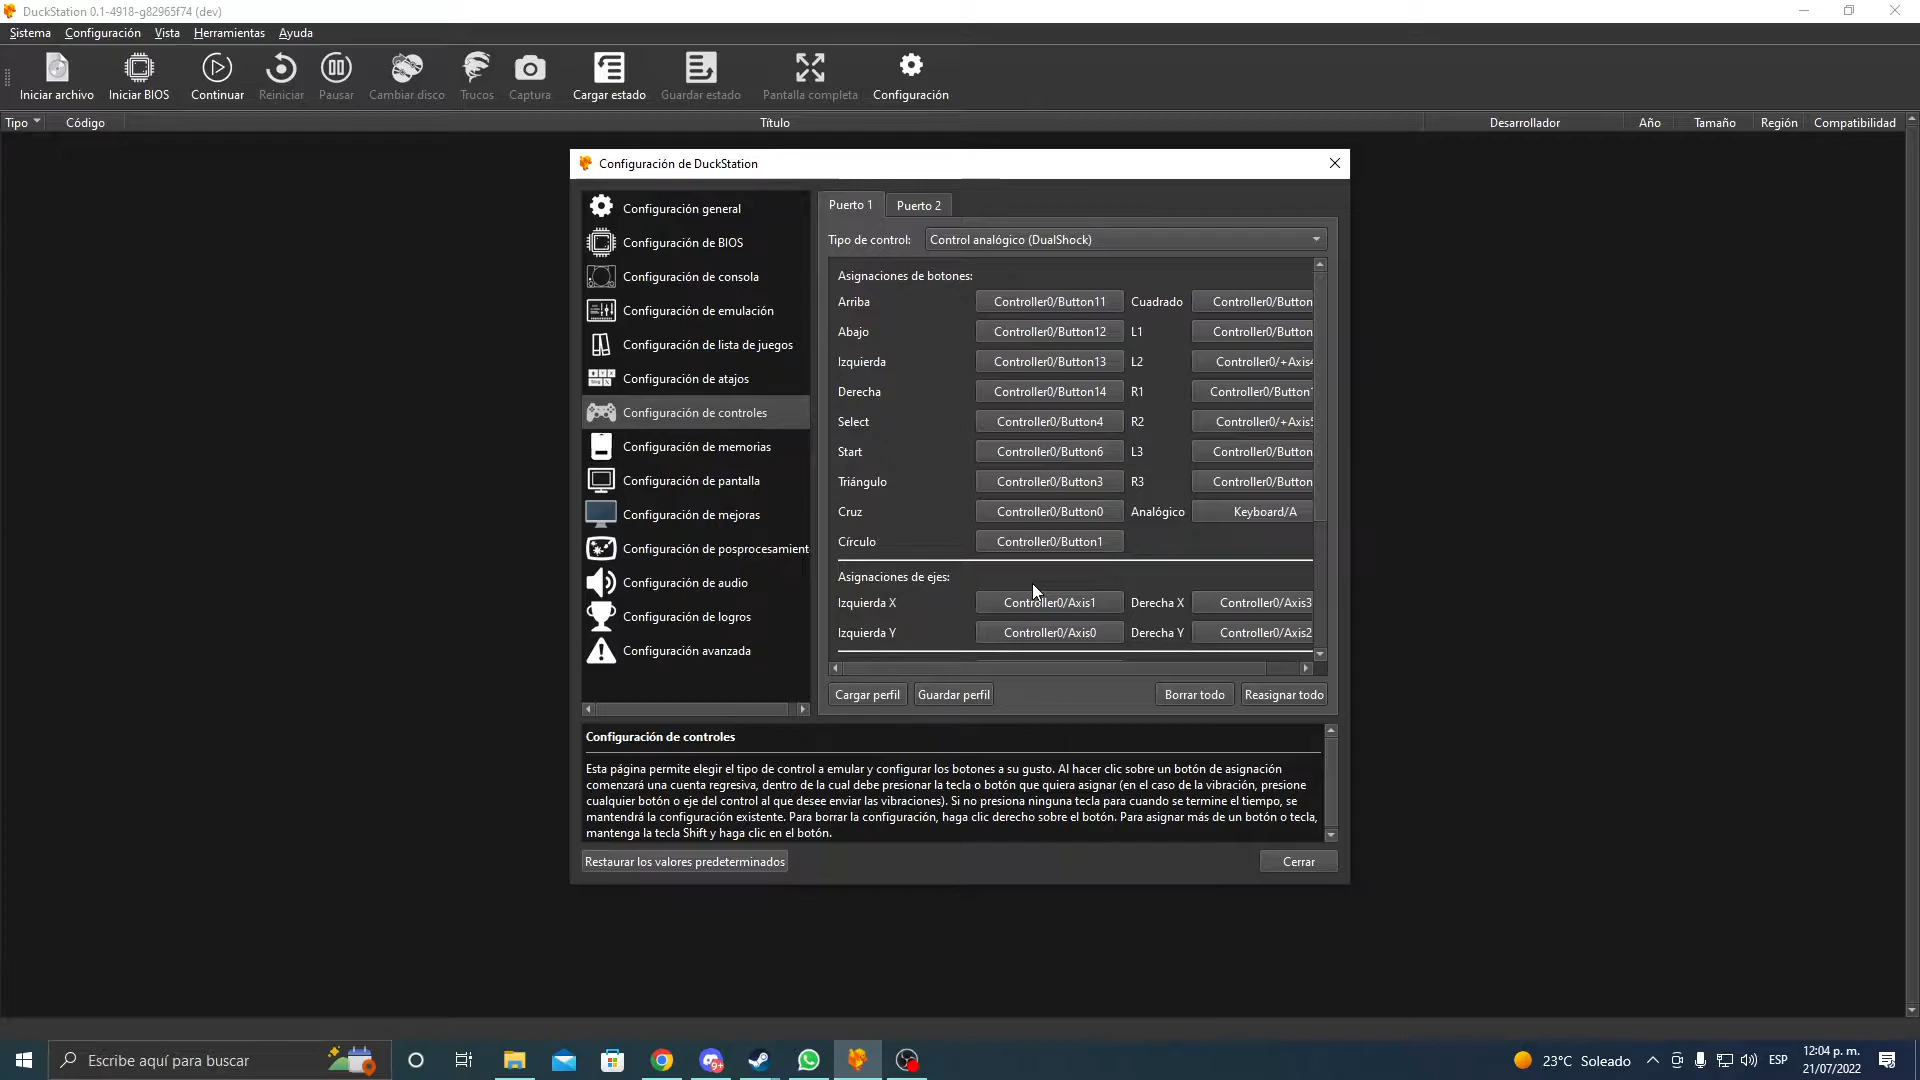 DuckStation 0.1-4918-g82965f74 (dev)
Sistema Configuración Vista Herramientas Ayuda
Iniciar archivo Iniciar BIOS Continuar Reiniciar Pausar Cambiar disco Trucos Captura Cargar estado Guardar estado Pantalla completa Configuración
Tipo Código Título Desarrollador Año Tamaño Región Compatibilidad
Configuración de DuckStation
Configuración general
Configuración de BIOS
Configuración de consola
Configuración de emulación
Configuración de lista de juegos
Configuración de atajos
Configuración de controles
Configuración de memorias
Configuración de pantalla
Configuración de mejoras
Configuración de posprocesamient
Configuración de audio
Configuración de logros
Configuración avanzada
Puerto 1 Puerto 2
Tipo de control: Control analógico (DualShock)
Asignaciones de botones:
Arriba Controller0/Button11 Cuadrado Controller0/Button
Abajo Controller0/Button12 L1 Controller0/Button
Izquierda Controller0/Button13 L2 Controller0/+Axis4
Derecha Controller0/Button14 R1 Controller0/Button1
Select Controller0/Button4 R2 Controller0/+Axis5
Start Controller0/Button6 L3 Controller0/Button
Triángulo Controller0/Button3 R3 Controller0/Button
Cruz Controller0/Button0 Analógico Keyboard/A
Círculo Controller0/Button1
Asignaciones de ejes:
Izquierda X Controller0/Axis1 Derecha X Controller0/Axis3
Izquierda Y Controller0/Axis0 Derecha Y Controller0/Axis2
Cargar perfil Guardar perfil Borrar todo Reasignar todo
Configuración de controles
Esta página permite elegir el tipo de control a emular y configurar los botones a su gusto. Al hacer clic sobre un botón de asignación
comenzará una cuenta regresiva, dentro de la cual debe presionar la tecla o botón que quiera asignar (en el caso de la vibración, presione
cualquier botón o eje del control al que desee enviar las vibraciones). Si no presiona ninguna tecla para cuando se termine el tiempo, se
mantendrá la configuración existente. Para borrar la configuración, haga clic derecho sobre el botón. Para asignar más de un botón o tecla,
mantenga la tecla Shift y haga clic en el botón.
Restaurar los valores predeterminados Cerrar
Escribe aquí para buscar
9+
23°C Soleado
ESP
12:04 p. m.
21/07/2022